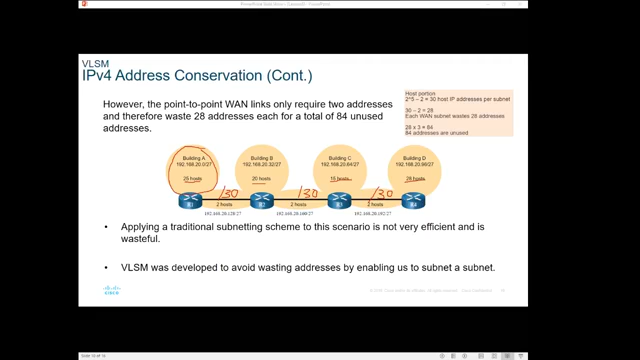 VLSM
IPv4 Address Conservation (Cont.)
However, the point-to-point WAN links only require two addresses
and therefore waste 28 addresses each for a total of 84 unused
addresses.
Host portion
2^5 – 2 = 30 host IP addresses per subnet
30 – 2 = 28
Each WAN subnet wastes 28 addresses
28 x 3 = 84
84 addresses are unused
Building A
192.168.20.0/27
25 hosts
Building B
192.168.20.32/27
20 hosts
Building C
192.168.20.64/27
15 hosts
Building D
192.168.20.96/27
28 hosts
/30
/30
/30
R1
R2
R3
R4
2 hosts
2 hosts
2 hosts
192.168.20.128/27
192.168.20.160/27
192.168.20.192/27
• Applying a traditional subnetting scheme to this scenario is not very efficient and is
wasteful.
• VLSM was developed to avoid wasting addresses by enabling us to subnet a subnet.
CISCO